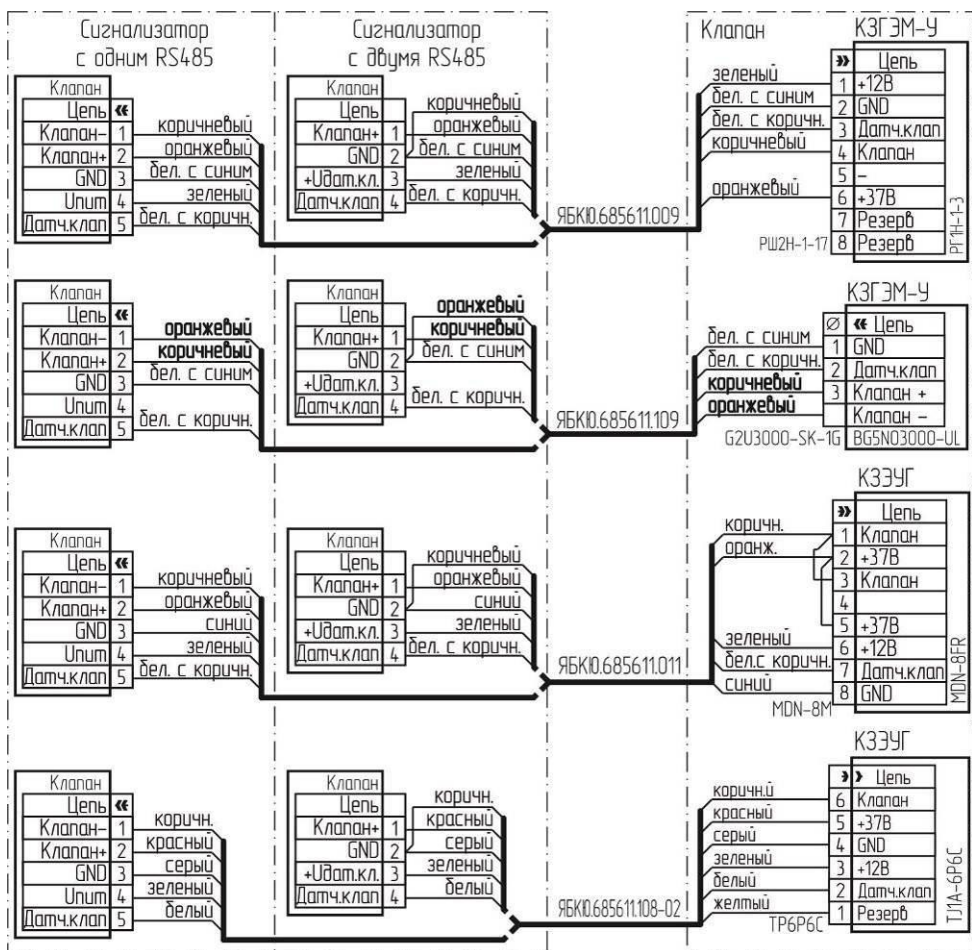 Сигнализатор
с одним RS485
Клапан
Цепь
Клапан– 1 коричневый
Клапан+ 2 оранжевый
GND 3 бел. с синим
Uпит 4 зеленый
Датч.клап 5 бел. с коричн.
Сигнализатор
с двумя RS485
Клапан
Цепь коричневый
Клапан+ 1 оранжевый
GND 2 бел. с синим
+Uдат.кл. 3 зеленый
Датч.клап 4 бел. с коричн.
ЯБКЮ.685611.009
Клапан
КЗГЭМ–У
Цепь
зеленый 1 +12В
бел. с синим 2 GND
бел. с коричн. 3 Датч.клап
коричневый 4 Клапан
5 –
оранжевый 6 +37В
7 Резерв
РШ2Н–1–17 8 Резерв
РГ1Н–1–3
Клапан
Цепь
Клапан– 1 оранжевый
Клапан+ 2 коричневый
GND 3 бел. с синим
Uпит 4
Датч.клап 5 бел. с коричн.
Клапан
Цепь оранжевый
Клапан+ 1 коричневый
GND 2 бел. с синим
+Uдат.кл. 3
Датч.клап 4 бел. с коричн.
ЯБКЮ.685611.109
КЗГЭМ–У
∅ Цепь
бел. с синим 1 GND
бел. с коричн. 2 Датч.клап
коричневый 3 Клапан +
оранжевый Клапан –
G2U3000–SK–1G BG5N03000–UL
Клапан
Цепь
Клапан– 1 коричневый
Клапан+ 2 оранжевый
GND 3 синий
Uпит 4 зеленый
Датч.клап 5 бел. с коричн.
Клапан
Цепь коричневый
Клапан+ 1 оранжевый
GND 2 синий
+Uдат.кл. 3 зеленый
Датч.клап 4 бел. с коричн.
ЯБКЮ.685611.011
КЗЭУГ
Цепь
коричн. 1 Клапан
оранж. 2 +37В
3 Клапан
4
5 +37В
зеленый 6 +12В
бел.с коричн. 7 Датч.клап
синий 8 GND
MDN–8M
MDN–8FR
Клапан
Цепь
Клапан– 1 коричн.
Клапан+ 2 красный
GND 3 серый
Uпит 4 зеленый
Датч.клап 5 белый
Клапан
Цепь коричн.
Клапан+ 1 красный
GND 2 серый
+Uдат.кл. 3 зеленый
Датч.клап 4 белый
ЯБКЮ.685611.108–02
КЗЭУГ
Цепь
коричн.й 6 Клапан
красный 5 +37В
серый 4 GND
зеленый 3 +12В
белый 2 Датч.клап
желтый 1 Резерв
TP6P6C
TJ1A–6P6C